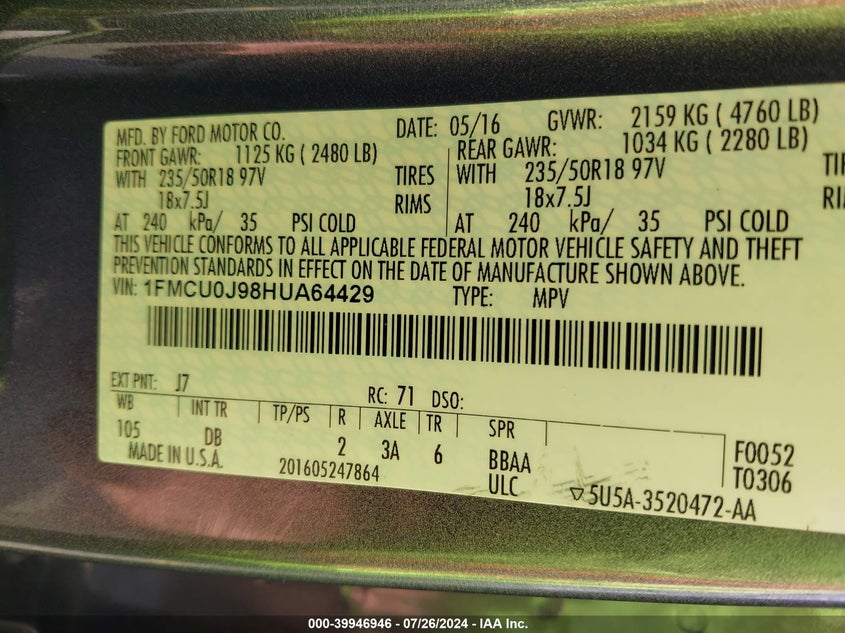 MFD. BY FORD MOTOR CO. DATE: 05/16 GVWR: 2159 KG ( 4760 LB)
FRONT GAWR: 1125 KG ( 2480 LB) REAR GAWR: 1034 KG ( 2280 LB)
WITH 235/50R18 97V TIRES WITH 235/50R18 97V TIR
18x7.5J RIMS 18x7.5J RI
AT 240 kPa/ 35 PSI COLD AT 240 kPa/ 35 PSI COLD
THIS VEHICLE CONFORMS TO ALL APPLICABLE FEDERAL MOTOR VEHICLE SAFETY AND THEFT
PREVENTION STANDARDS IN EFFECT ON THE DATE OF MANUFACTURE SHOWN ABOVE.
VIN: 1FMCU0J98HUA64429 TYPE: MPV
EXT PNT: J7 RC: 71 DSO:
WB INT TR TP/PS R AXLE TR SPR
105 DB 2 3A 6 BBAA F0052
MADE IN U.S.A. 201605247864 ULC T0306
▽5U5A-3520472-AA
000-39946946 - 07/26/2024 - IAA Inc.